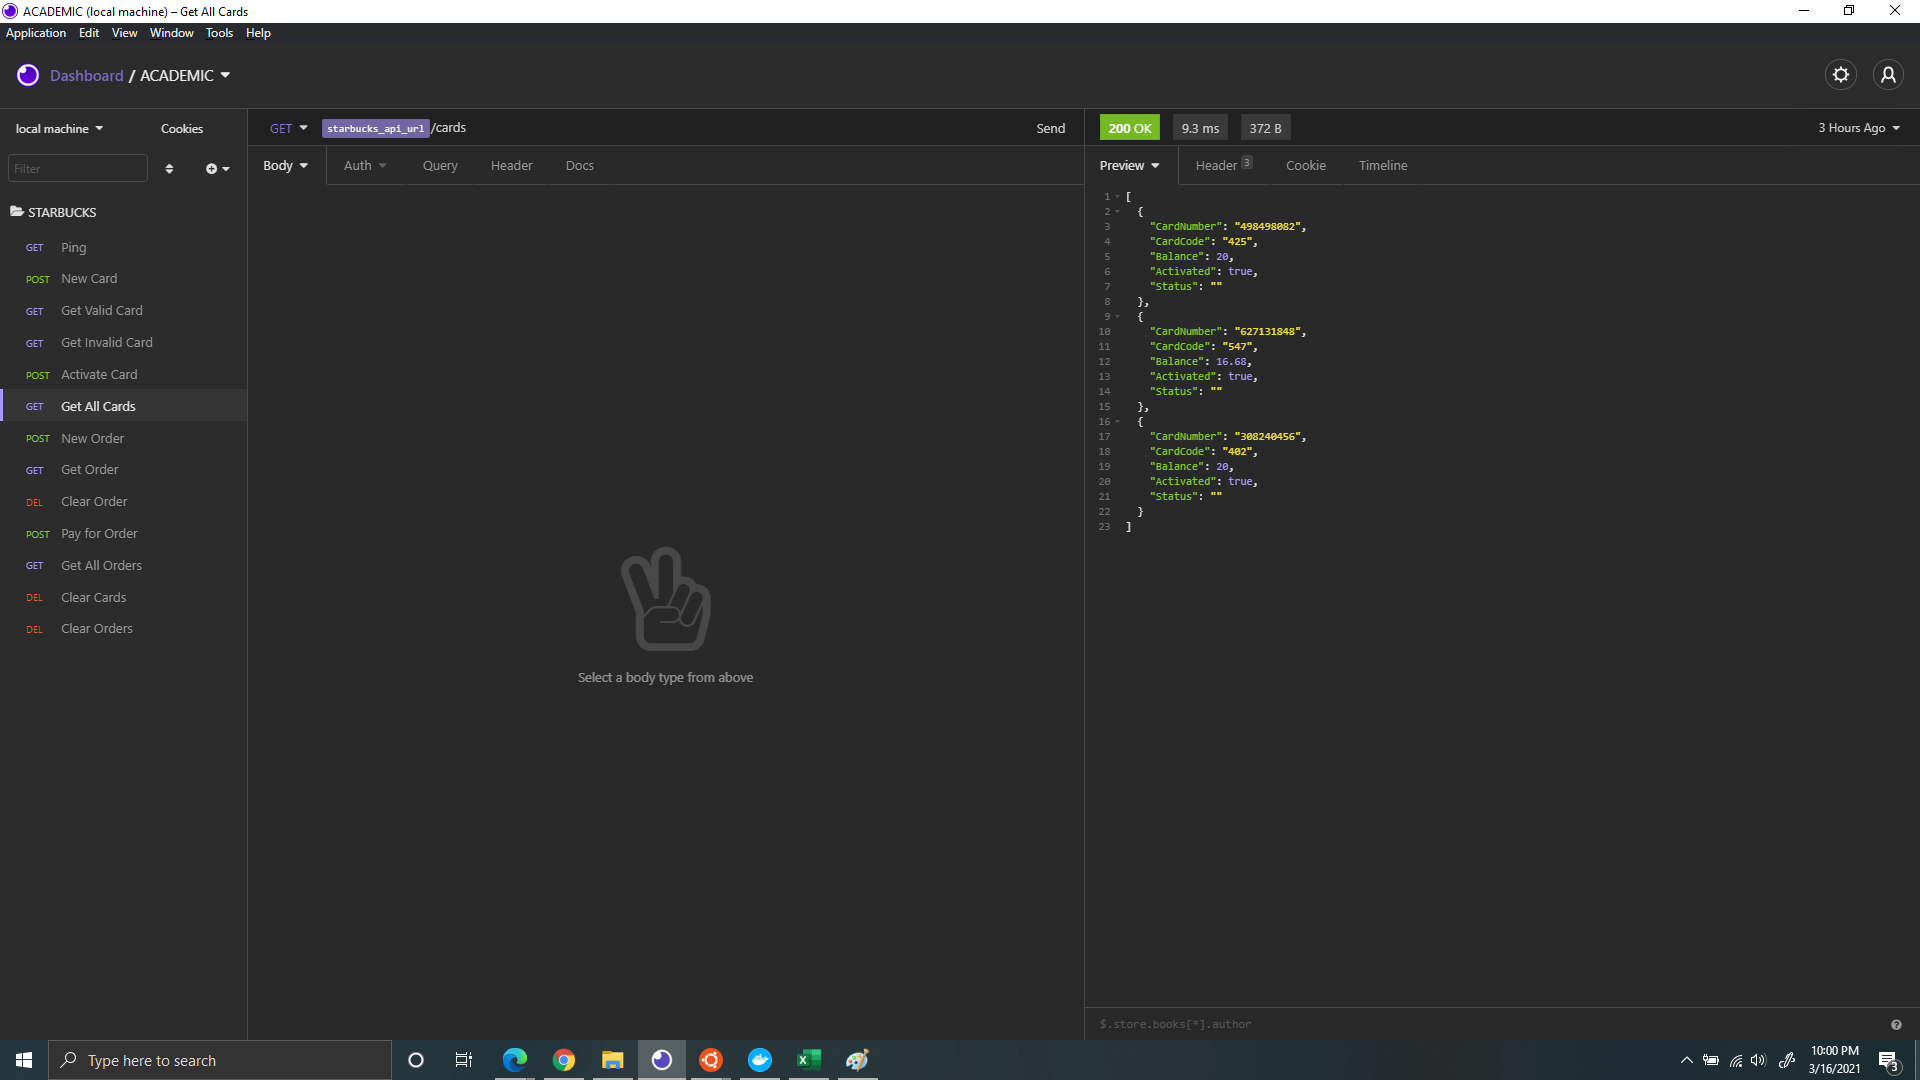 ACADEMIC (local machine) – Get All Cards
Application Edit View Window Tools Help
Dashboard / ACADEMIC
local machine Cookies
Filter
STARBUCKS
GET Ping
POST New Card
GET Get Valid Card
GET Get Invalid Card
POST Activate Card
GET Get All Cards
POST New Order
GET Get Order
DEL Clear Order
POST Pay for Order
GET Get All Orders
DEL Clear Cards
DEL Clear Orders
GET starbucks_api_url/cards Send
Body Auth Query Header Docs
Select a body type from above
200 OK 9.3 ms 372 B 3 Hours Ago
Preview Header 3 Cookie Timeline
1 [
2 {
3 "CardNumber": "498498082",
4 "CardCode": "425",
5 "Balance": 20,
6 "Activated": true,
7 "Status": ""
8 },
9 {
10 "CardNumber": "627131848",
11 "CardCode": "547",
12 "Balance": 16.68,
13 "Activated": true,
14 "Status": ""
15 },
16 {
17 "CardNumber": "308240456",
18 "CardCode": "402",
19 "Balance": 20,
20 "Activated": true,
21 "Status": ""
22 }
23 ]
$.store.books[*].author
Type here to search
10:00 PM
3/16/2021
3